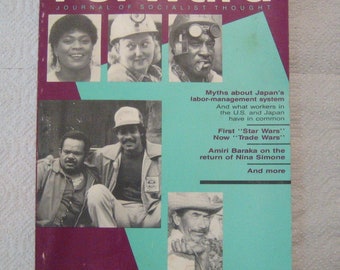 JOURNAL OF SOCIALIST THOUGHT
Myths about Japan's
labor-management system
And what workers in
the U.S. and Japan
have in common
First "Star Wars"
Now "Trade Wars"
Amiri Baraka on the
return of Nina Simone
And more